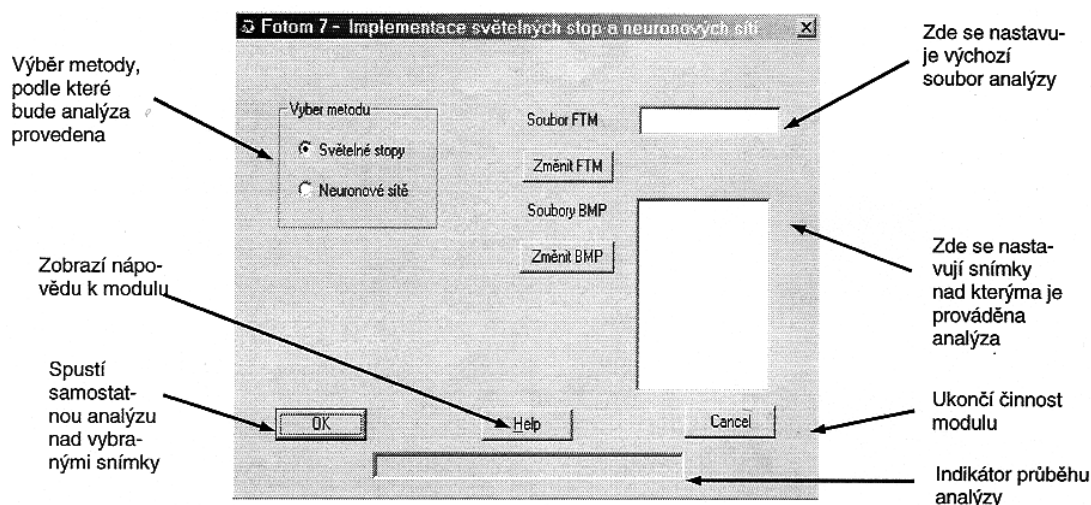 Fotom 7 - Implementace světelných stop a neuronových sítí
Výběr metody,
podle které
bude analýza
provedena
Zobrazí nápo-
vědu k modulu
Spustí
samostat-
nou analýzu
nad vybra-
nými snímky
Vyber metodu
Světelné stopy
Neuronové sítě
Soubor FTM
Změnit FTM
Soubory BMP
Změnit BMP
OK
Help
Cancel
Zde se nastavu-
je výchozí
soubor analýzy
Zde se nasta-
vují snímky
nad kterýma je
prováděna
analýza
Ukončí činnost
modulu
Indikátor průběhu
analýzy